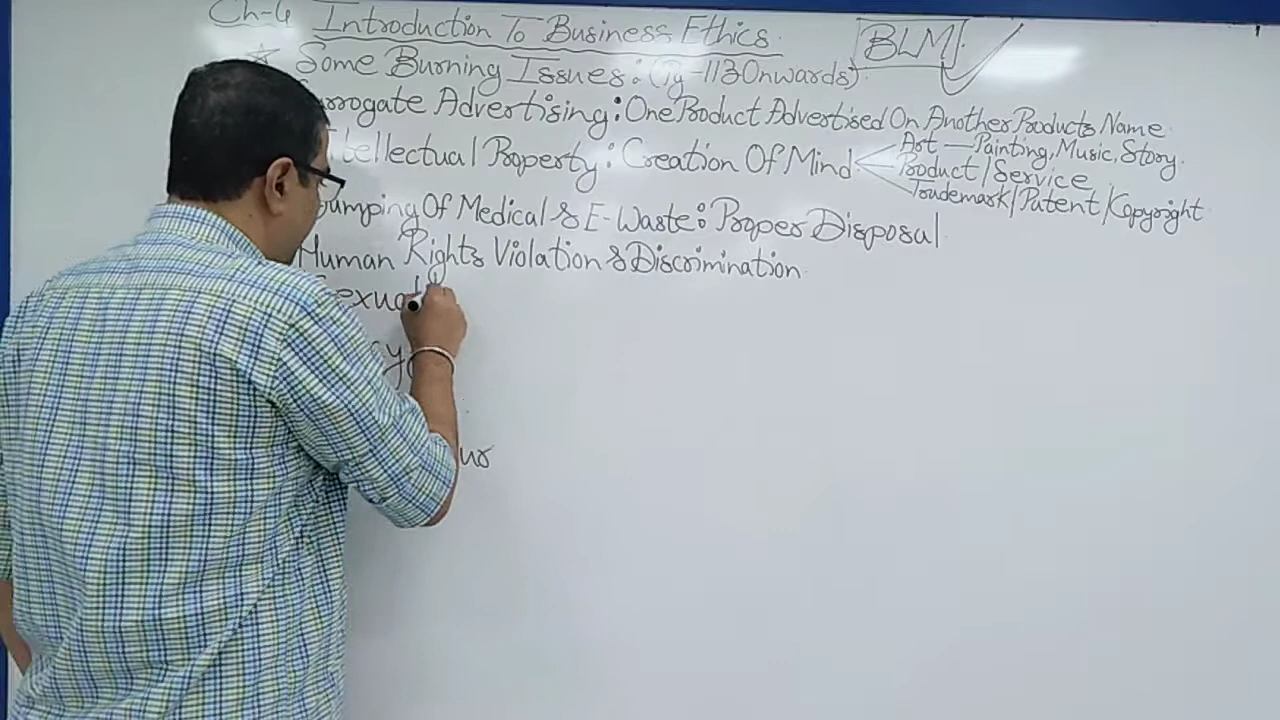 Ch-4 Introduction To Business Ethics. BLM
Some Burning Issues: (Pg-113 Onwards)
rrogate Advertising: One Product Advertised On Another Products Name.
tellectual Property: Creation Of Mind
Art — Painting, Music, Story.
Product/Service
Trademark/Patent/Copyright
umping Of Medical & E-Waste: Proper Disposal
Human Rights Violation & Discrimination
exual